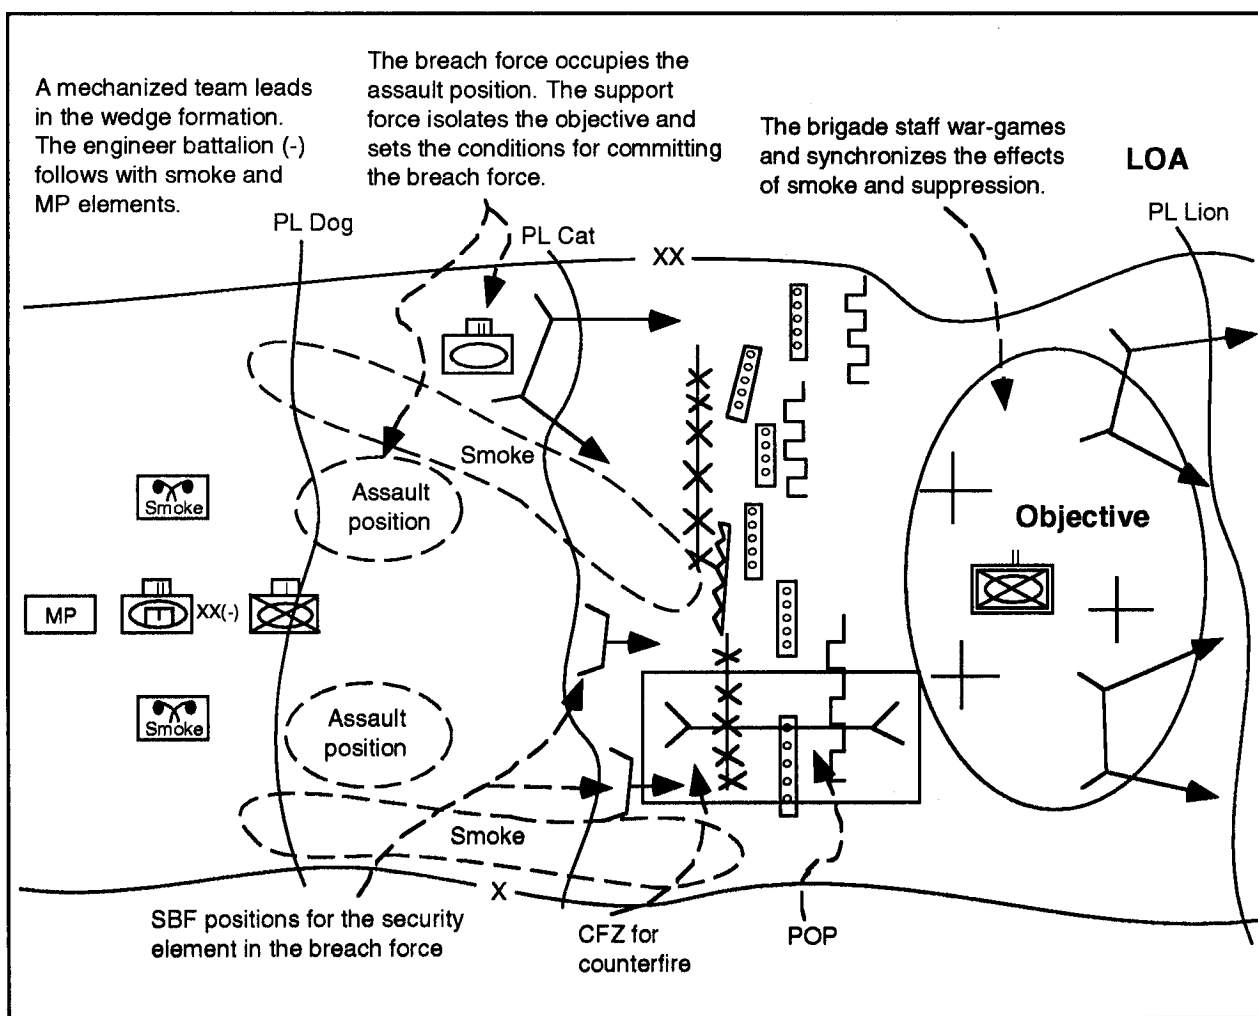 A mechanized team leads
in the wedge formation.
The engineer battalion (-)
follows with smoke and
MP elements.
The breach force occupies the
assault position. The support
force isolates the objective and
sets the conditions for committing
the breach force.
The brigade staff war-games
and synchronizes the effects
of smoke and suppression.
LOA
PL Dog
PL Cat
PL Lion
XX
Smoke
Smoke
Assault
position
Objective
MP
XX(-)
Smoke
Assault
position
Smoke
X
SBF positions for the security
element in the breach force
CFZ for
counterfire
POP